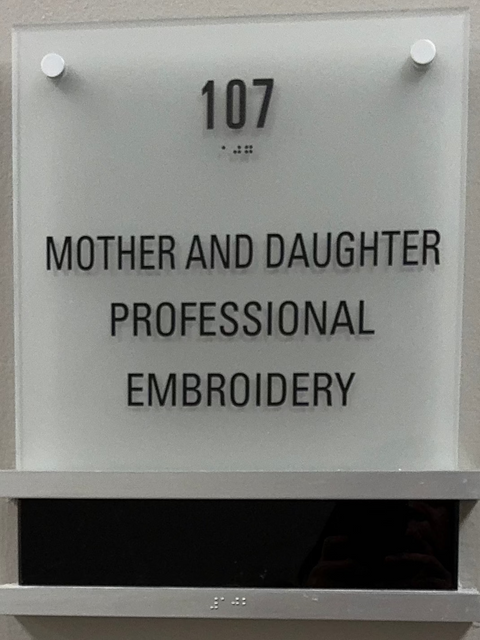 107
MOTHER AND DAUGHTER
PROFESSIONAL
EMBROIDERY